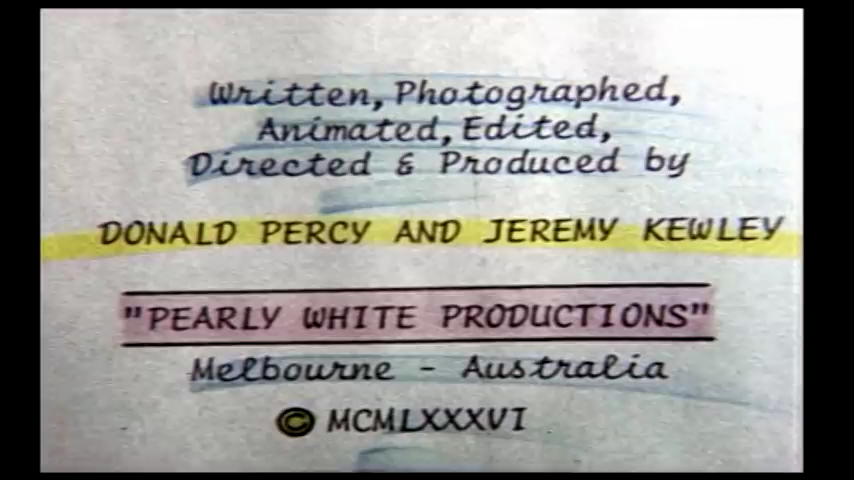 Written, Photographed,
Animated, Edited,
Directed & Produced by
DONALD PERCY AND JEREMY KEWLEY
"PEARLY WHITE PRODUCTIONS"
Melbourne - Australia
© MCMLXXXVI